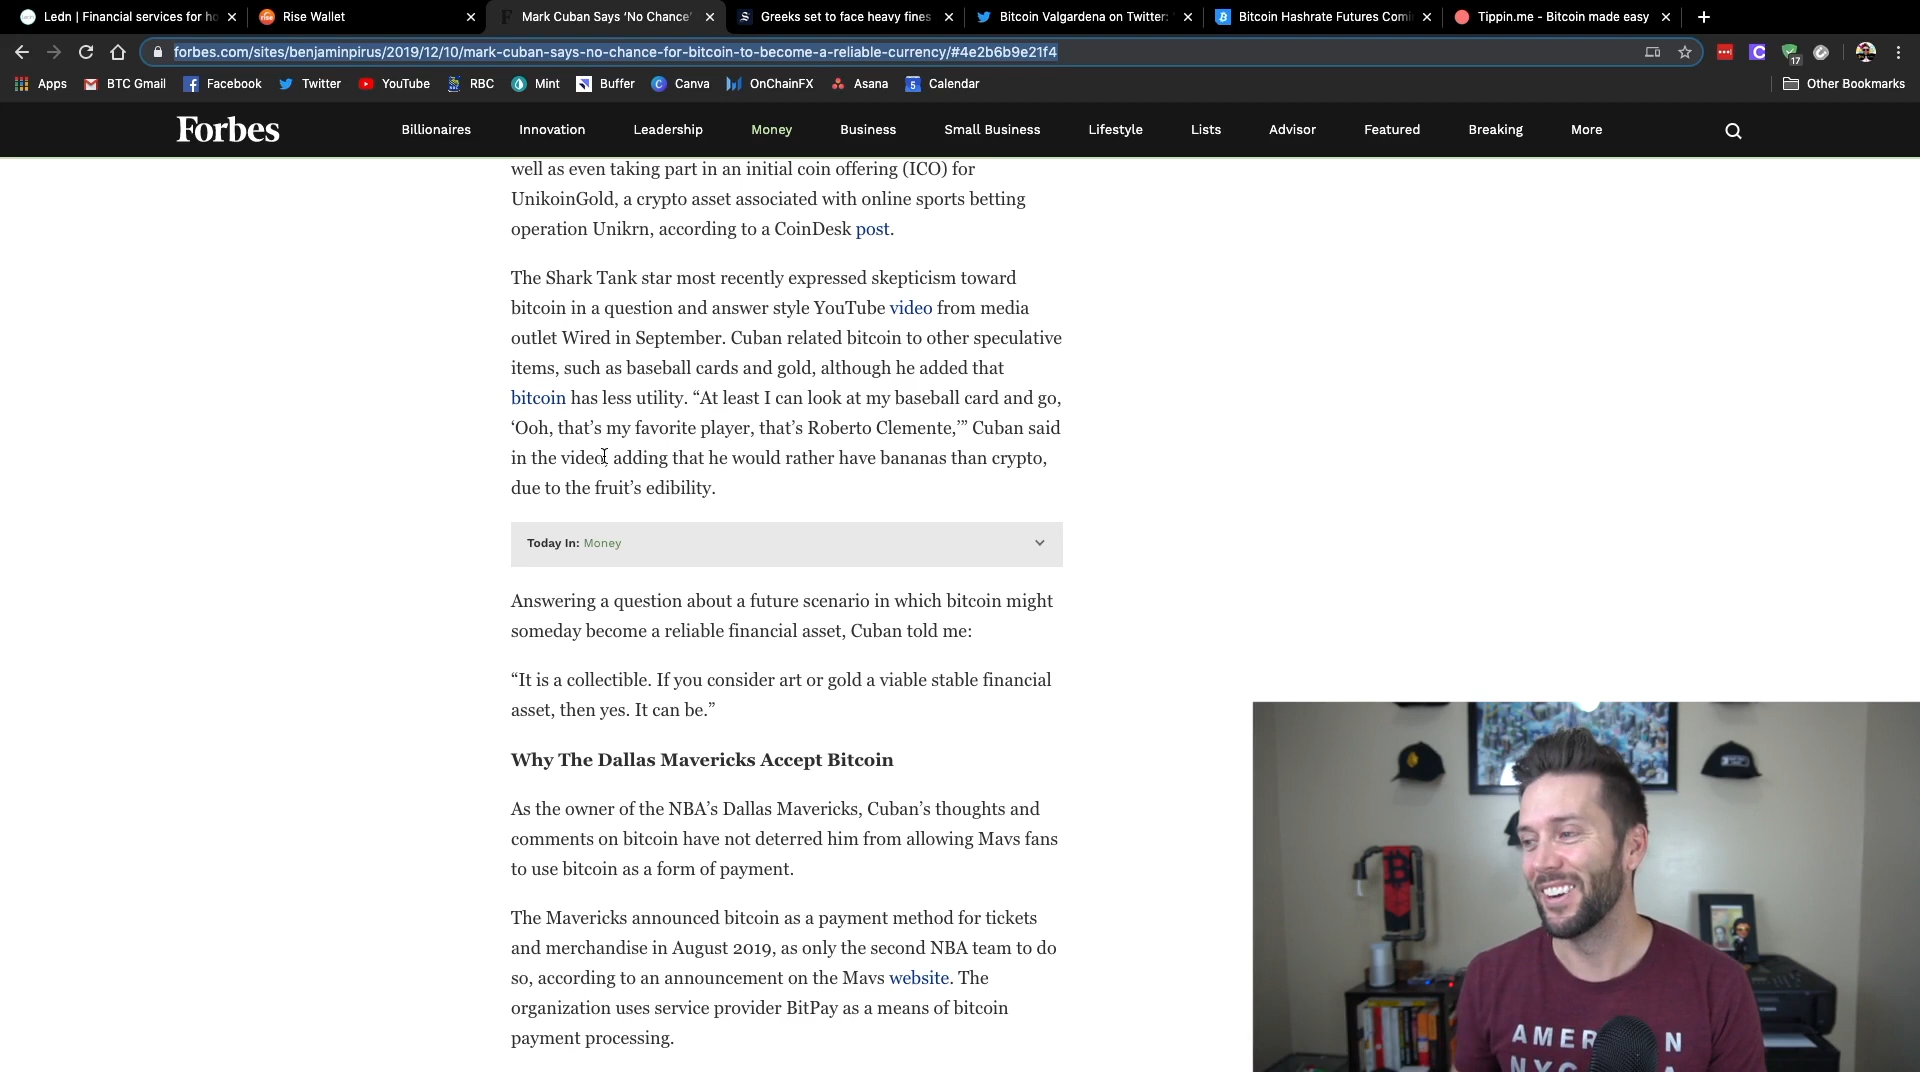 Ledn | Financial services for ho
Rise Wallet
Mark Cuban Says ‘No Chance’
Greeks set to face heavy fines
Bitcoin Valgardena on Twitter:
Bitcoin Hashrate Futures Comi
Tippin.me - Bitcoin made easy
forbes.com/sites/benjaminpirus/2019/12/10/mark-cuban-says-no-chance-for-bitcoin-to-become-a-reliable-currency/#4e2b6b9e21f4
17
Apps BTC Gmail Facebook Twitter YouTube RBC Mint Buffer Canva OnChainFX Asana Calendar Other Bookmarks
Forbes Billionaires Innovation Leadership Money Business Small Business Lifestyle Lists Advisor Featured Breaking More
well as even taking part in an initial coin offering (ICO) for
UnikoinGold, a crypto asset associated with online sports betting
operation Unikrn, according to a CoinDesk post.
The Shark Tank star most recently expressed skepticism toward
bitcoin in a question and answer style YouTube video from media
outlet Wired in September. Cuban related bitcoin to other speculative
items, such as baseball cards and gold, although he added that
bitcoin has less utility. “At least I can look at my baseball card and go,
‘Ooh, that’s my favorite player, that’s Roberto Clemente,’” Cuban said
in the video, adding that he would rather have bananas than crypto,
due to the fruit’s edibility.
Today In: Money
Answering a question about a future scenario in which bitcoin might
someday become a reliable financial asset, Cuban told me:
“It is a collectible. If you consider art or gold a viable stable financial
asset, then yes. It can be.”
Why The Dallas Mavericks Accept Bitcoin
As the owner of the NBA’s Dallas Mavericks, Cuban’s thoughts and
comments on bitcoin have not deterred him from allowing Mavs fans
to use bitcoin as a form of payment.
The Mavericks announced bitcoin as a payment method for tickets
and merchandise in August 2019, as only the second NBA team to do
so, according to an announcement on the Mavs website. The
organization uses service provider BitPay as a means of bitcoin
payment processing.